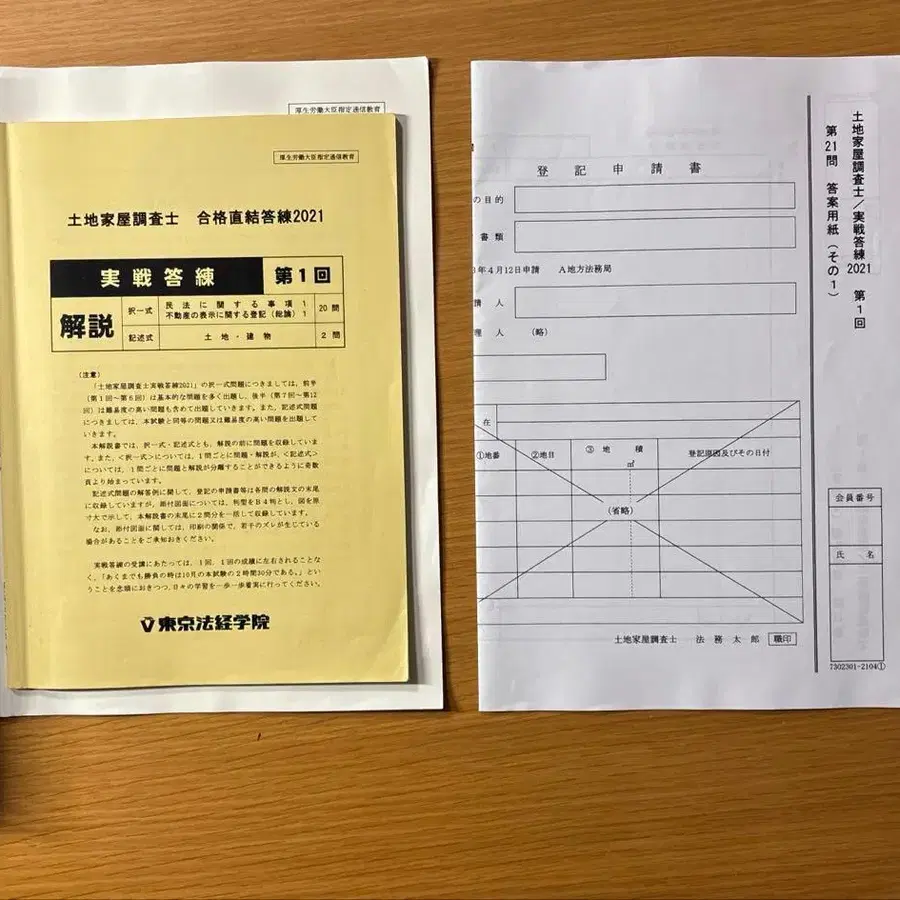 厚生労働大臣指定通信教育
厚生労働大臣指定通信教育
土地家屋調査士 合格直結答練2021
実戦答練 第1回
解説
択一式
民法に関する事項1
不動産の表示に関する登記(総論)1
20問
記述式
土地・建物
2問
(注意)
「土地家屋調査士実戦答練2021」の択一式問題につきましては、前半
(第1回~第6回)は基本的な問題を多く出題し、後半(第7回~第12
回)は難易度の高い問題も含めて出題していきます。また、記述式問題
につきましては、本試験と同等の問題又は難易度の高い問題を出題して
いきます。
本解説書では、択一式・記述式とも、解説の前に問題を収録していま
す。また、<択一式>については、1問ごとに問題・解説が、<記述式>
については、1問ごとに問題と解説が分離することができるように奇数
頁より始まっています。
記述式問題の解答例に関して、登記の申請書等は各問の解説文の末尾
に収録していますが、添付図面については、判型をB4判とし、図を原
寸大で示して、本解説書の末尾に2問分を一括して収録しています。
なお、添付図面に関しては、印刷の関係で、若干のズレが生じている
場合があることをご承知おきください。
実戦答練の受講にあたっては、1回、1回の成績に左右されることな
く、「あくまでも勝負の時は10月の本試験の2時間30分である。」とい
うことを念頭におきつつ、日々の学習を一歩一歩着実に行ってください。
東京法経学院
登記申請書
の目的
書類
年4月12日申請 A地方法務局
請人
理人 (略)
在
①地番
②地目
③地積
㎡
登記原因及びその日付
(省略)
土地家屋調査士 法務太郎 職印
土地家屋調査士/実戦答練2021 第1回
第21問 答案用紙(その1)
会員番号
氏名
7302301-2104①